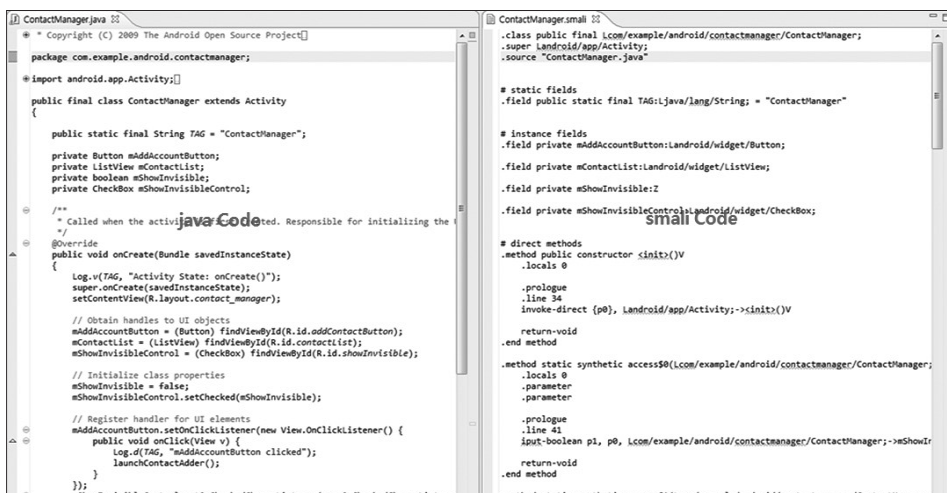 ContactManager.java
* Copyright (C) 2009 The Android Open Source Project
package com.example.android.contactmanager;
import android.app.Activity;
public final class ContactManager extends Activity
{
public static final String TAG = "ContactManager";
private Button mAddAccountButton;
private ListView mContactList;
private boolean mShowInvisible;
private CheckBox mShowInvisibleControl;
/**
* Called when the activity is first created. Responsible for initializing the
java Code
*/
@Override
public void onCreate(Bundle savedInstanceState)
{
Log.v(TAG, "Activity State: onCreate()");
super.onCreate(savedInstanceState);
setContentView(R.layout.contact_manager);
// Obtain handles to UI objects
mAddAccountButton = (Button) findViewById(R.id.addContactButton);
mContactList = (ListView) findViewById(R.id.contactList);
mShowInvisibleControl = (CheckBox) findViewById(R.id.showInvisible);
// Initialize class properties
mShowInvisible = false;
mShowInvisibleControl.setChecked(mShowInvisible);
// Register handler for UI elements
mAddAccountButton.setOnClickListener(new View.OnClickListener() {
public void onClick(View v) {
Log.d(TAG, "mAddAccountButton clicked");
launchContactAdder();
}
});
ContactManager.smali
.class public final Lcom/example/android/contactmanager/ContactManager;
.super Landroid/app/Activity;
.source "ContactManager.java"
# static fields
.field public static final TAG:Ljava/lang/String; = "ContactManager"
# instance fields
.field private mAddAccountButton:Landroid/widget/Button;
.field private mContactList:Landroid/widget/ListView;
.field private mShowInvisible:Z
.field private mShowInvisibleControl:Landroid/widget/CheckBox;
smali Code
# direct methods
.method public constructor <init>()V
.locals 0
.prologue
.line 34
invoke-direct {p0}, Landroid/app/Activity;-><init>()V
return-void
.end method
.method static synthetic access$0(Lcom/example/android/contactmanager/ContactManager;
.locals 0
.parameter
.parameter
.prologue
.line 41
iput-boolean p1, p0, Lcom/example/android/contactmanager/ContactManager;->mShowIn
return-void
.end method